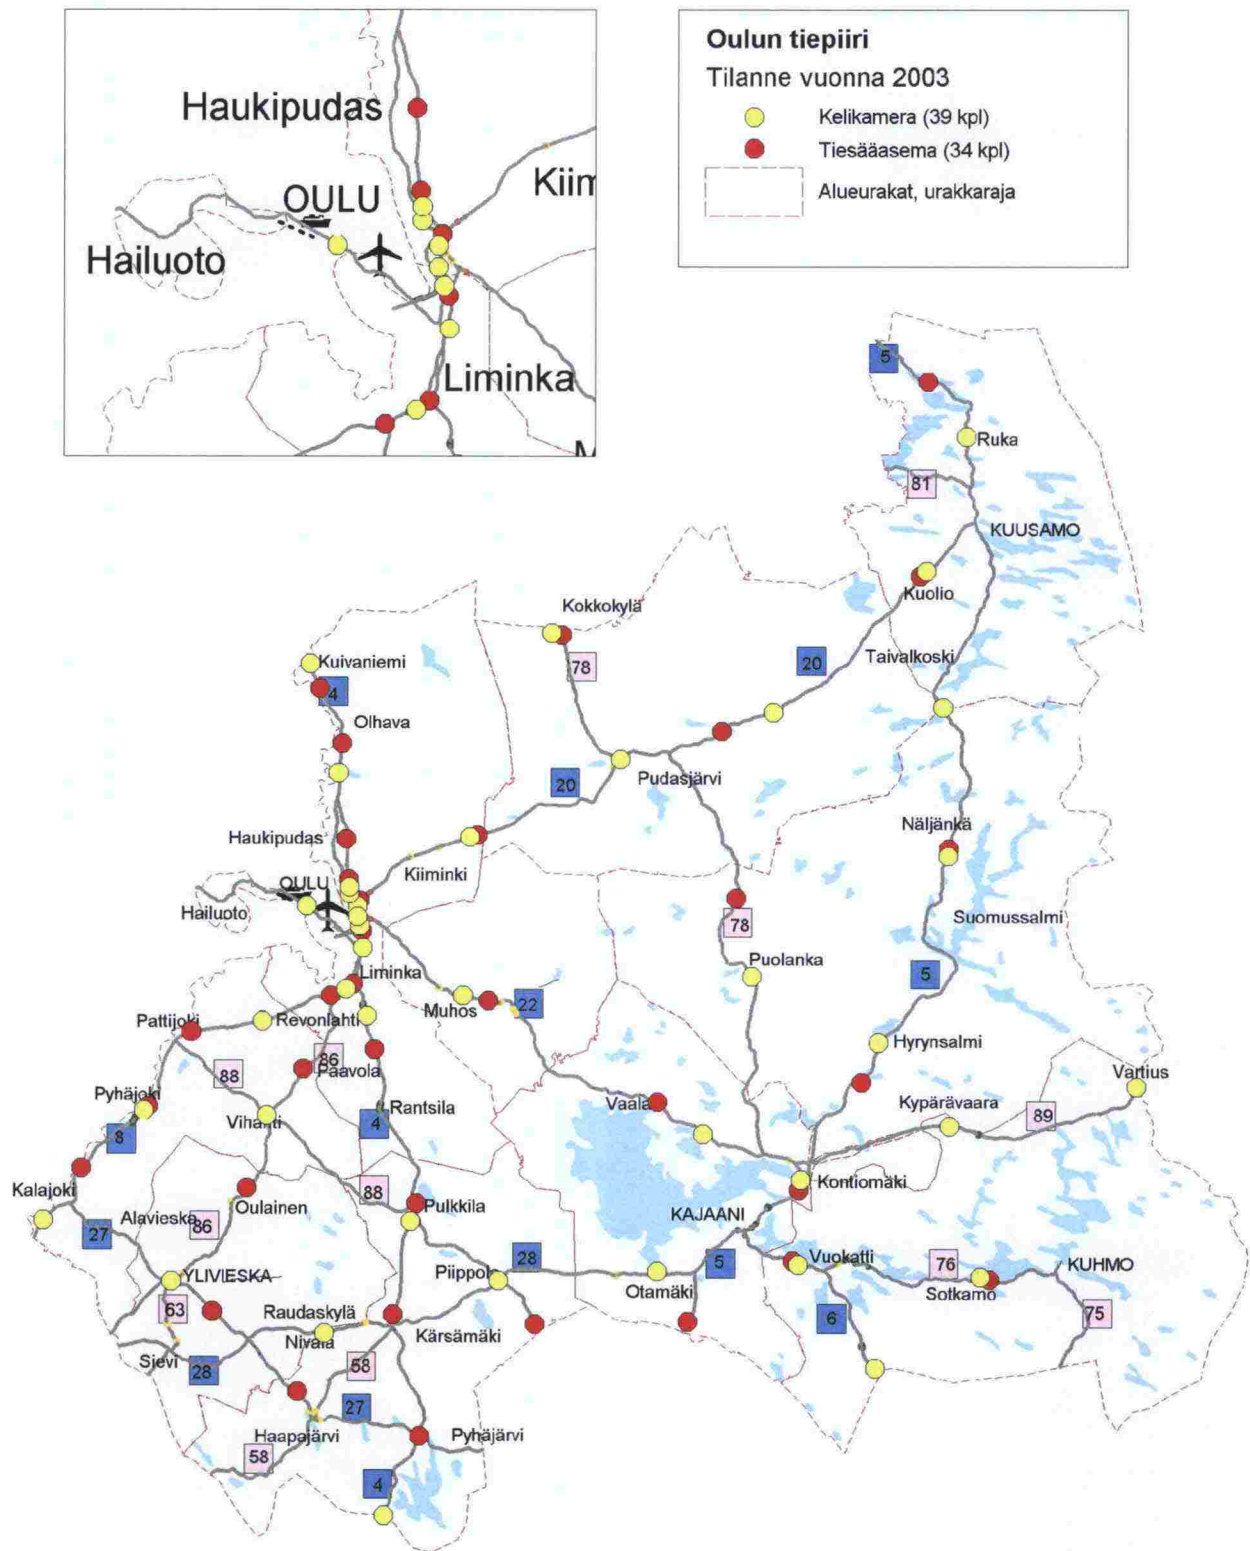 Oulun tiepiiri
Tilanne vuonna 2003
Kelikamera (39 kpl)
Tiesääasema (34 kpl)
Alueurakat, urakkaraja
Haukipudas
Kiim
OULU
Hailuoto
Liminka
M
5
Ruka
81
KUUSAMO
Kuolio
Kokkokylä
78
20
Taivalkoski
Kuivaniemi
4
Olhava
Pudasjärvi
20
Näljänkä
Haukipudas
Kiiminki
OULU
Hailuoto
78
Suomussalmi
Puolanka
5
Liminka
Muhos
22
Pattijoki
Revonlahti
Hyrynsalmi
86
Paavola
88
Vartius
Pyhäjoki
Rantsila
Vaala
Kypärävaara
89
Vihanti
4
8
Kontiomäki
88
Kalajoki
Oulainen
Pulkkila
KAJAANI
Alavieska
86
27
Vuokatti
28
5
76
KUHMO
YLIVIESKA
Piippola
Otamäki
Sotkamo
63
Raudaskylä
6
75
Nivala
Kärsämäki
Sievi
28
58
27
Haapajärvi
Pyhäjärvi
58
4